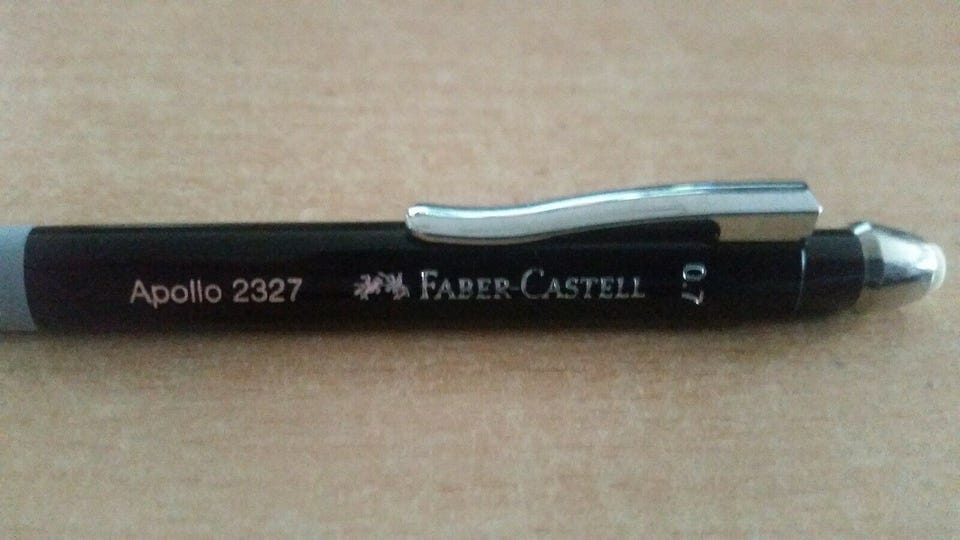 Apollo 2327 FABER-CASTELL
0.7